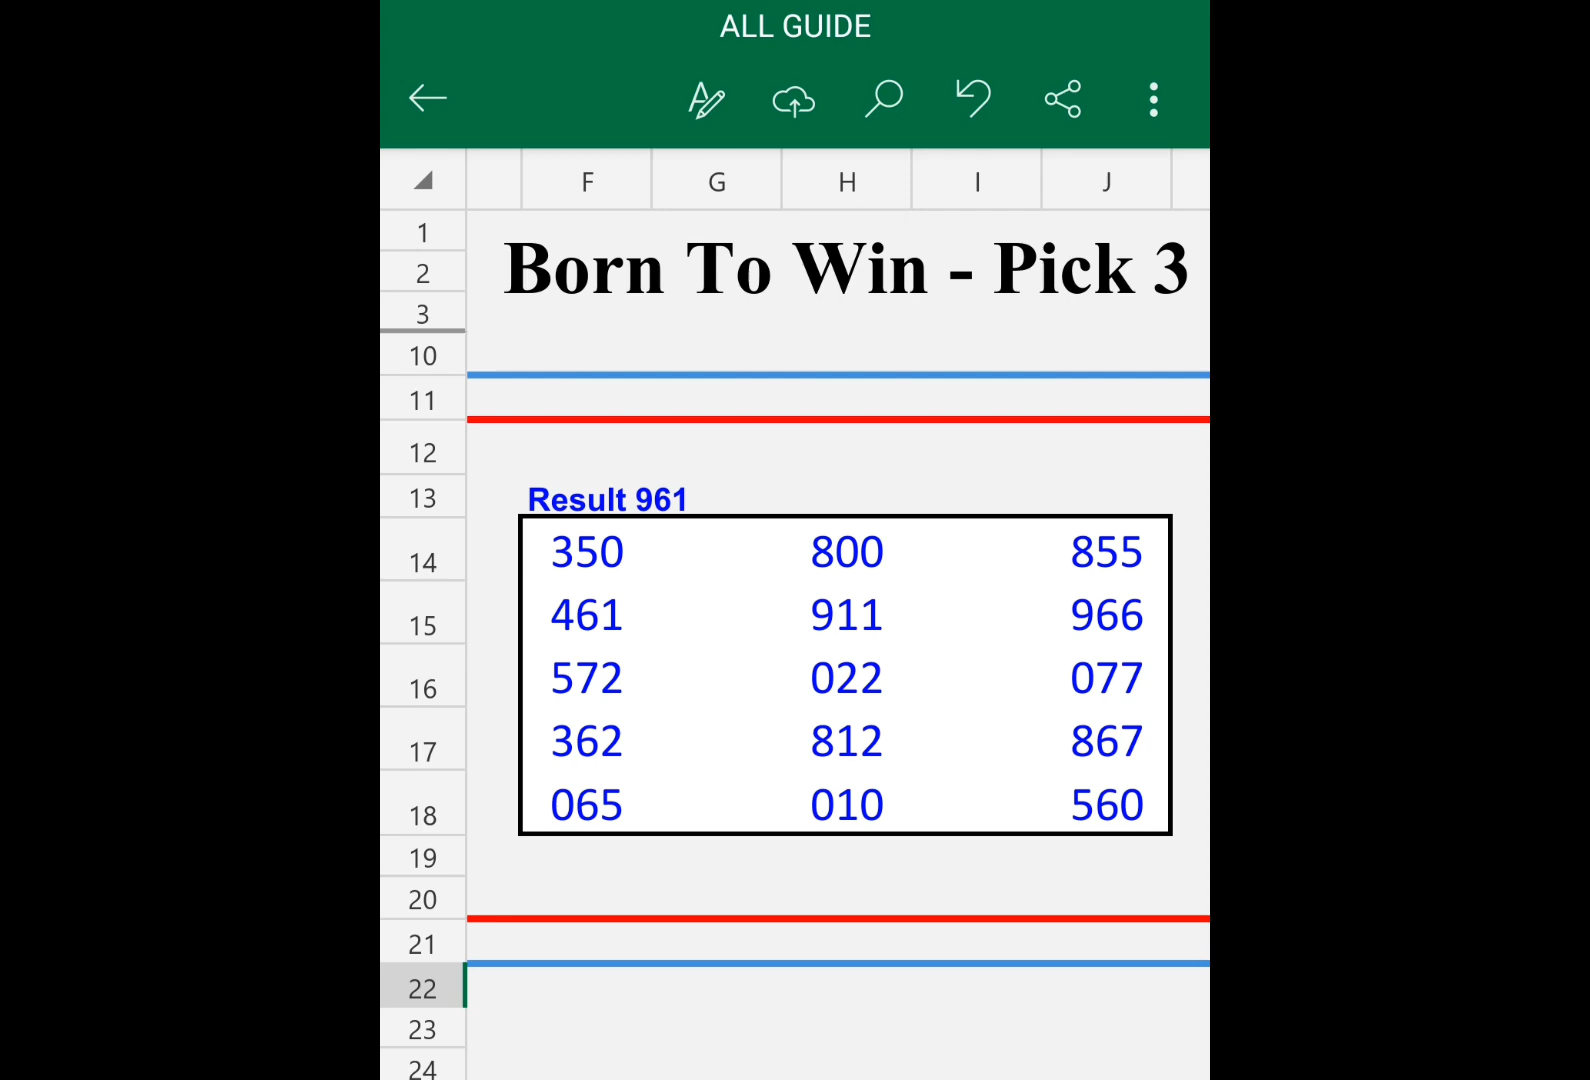 ALL GUIDE
F G H I J
1
2
3
Born To Win - Pick 3
10
11
12
13 Result 961
14 350 800 855
15 461 911 966
16 572 022 077
17 362 812 867
18 065 010 560
19
20
21
22
23
24